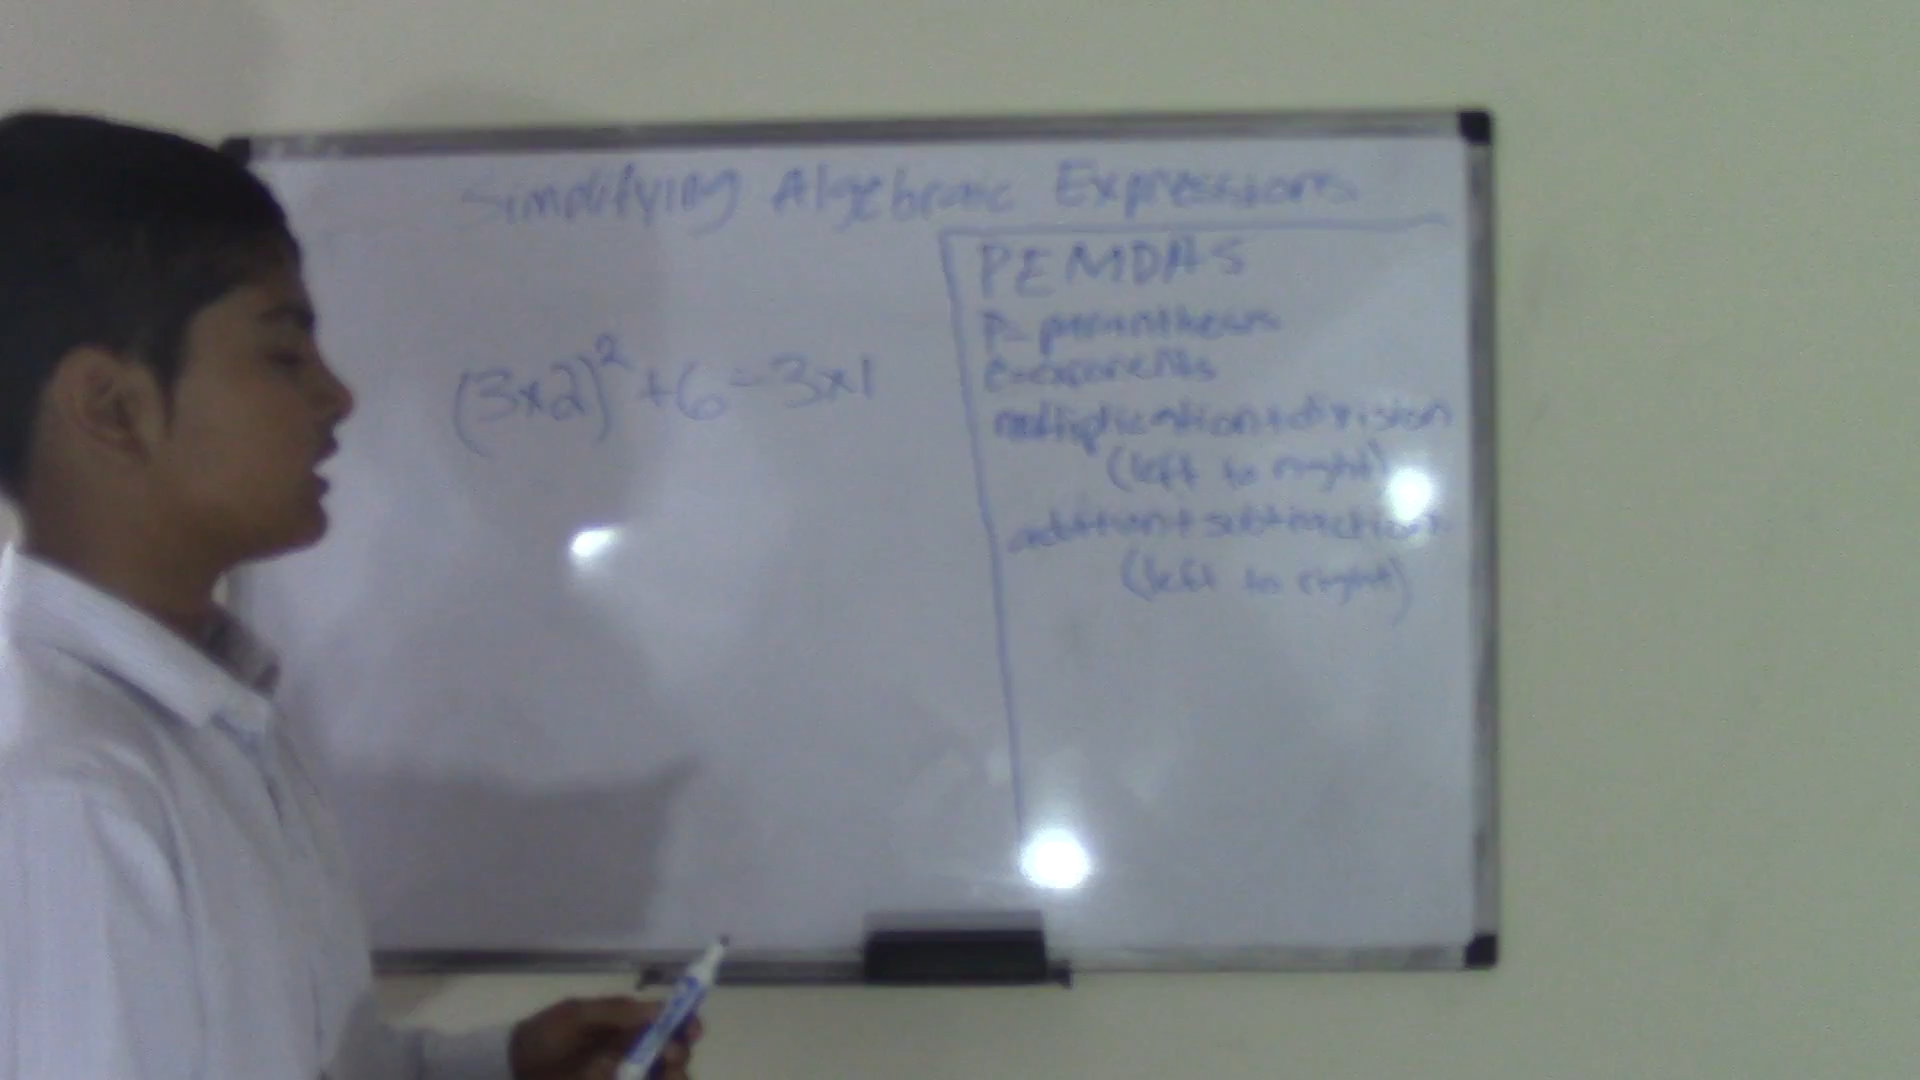 Simplifying Algebraic Expressions
(3x2)² +6 ÷ 3x1
PEMDAS
P- paranthesis
e-exponents
multiplication+division
(left to right)
addition+subtraction
(left to right)